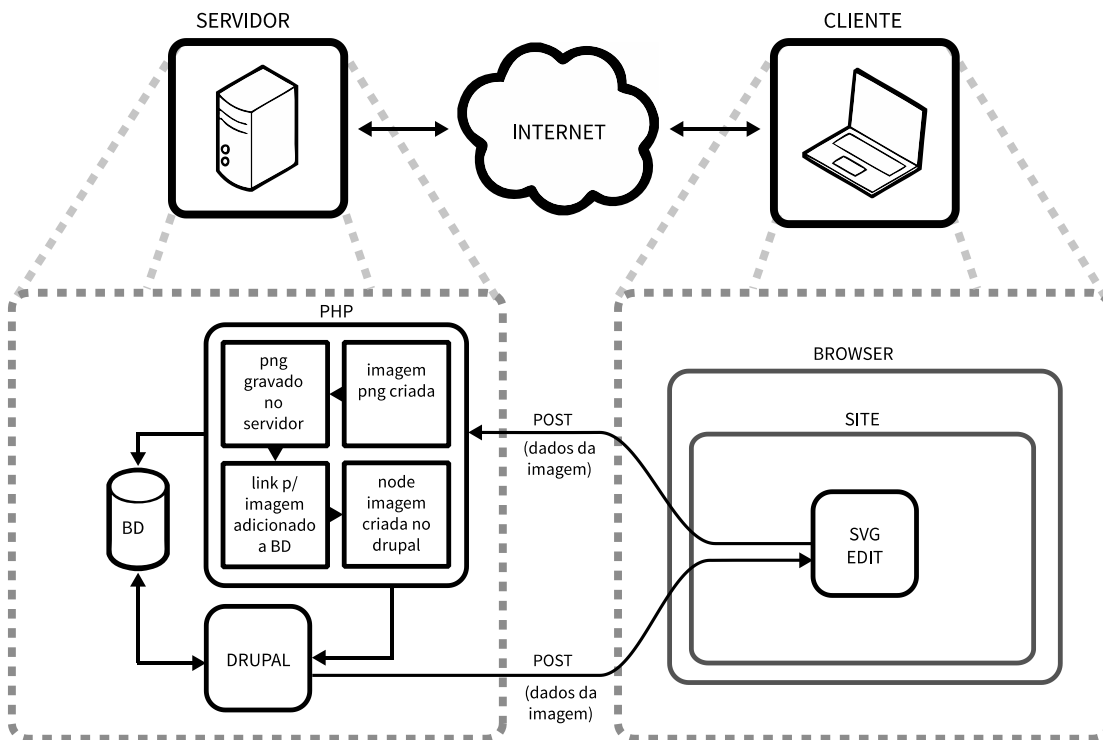 SERVIDOR
CLIENTE
INTERNET
PHP
png
gravado
no
servidor
imagem
png criada
link p/
imagem
adicionado
a BD
node
imagem
criada no
drupal
BD
DRUPAL
POST
(dados da
imagem)
POST
(dados da
imagem)
BROWSER
SITE
SVG
EDIT